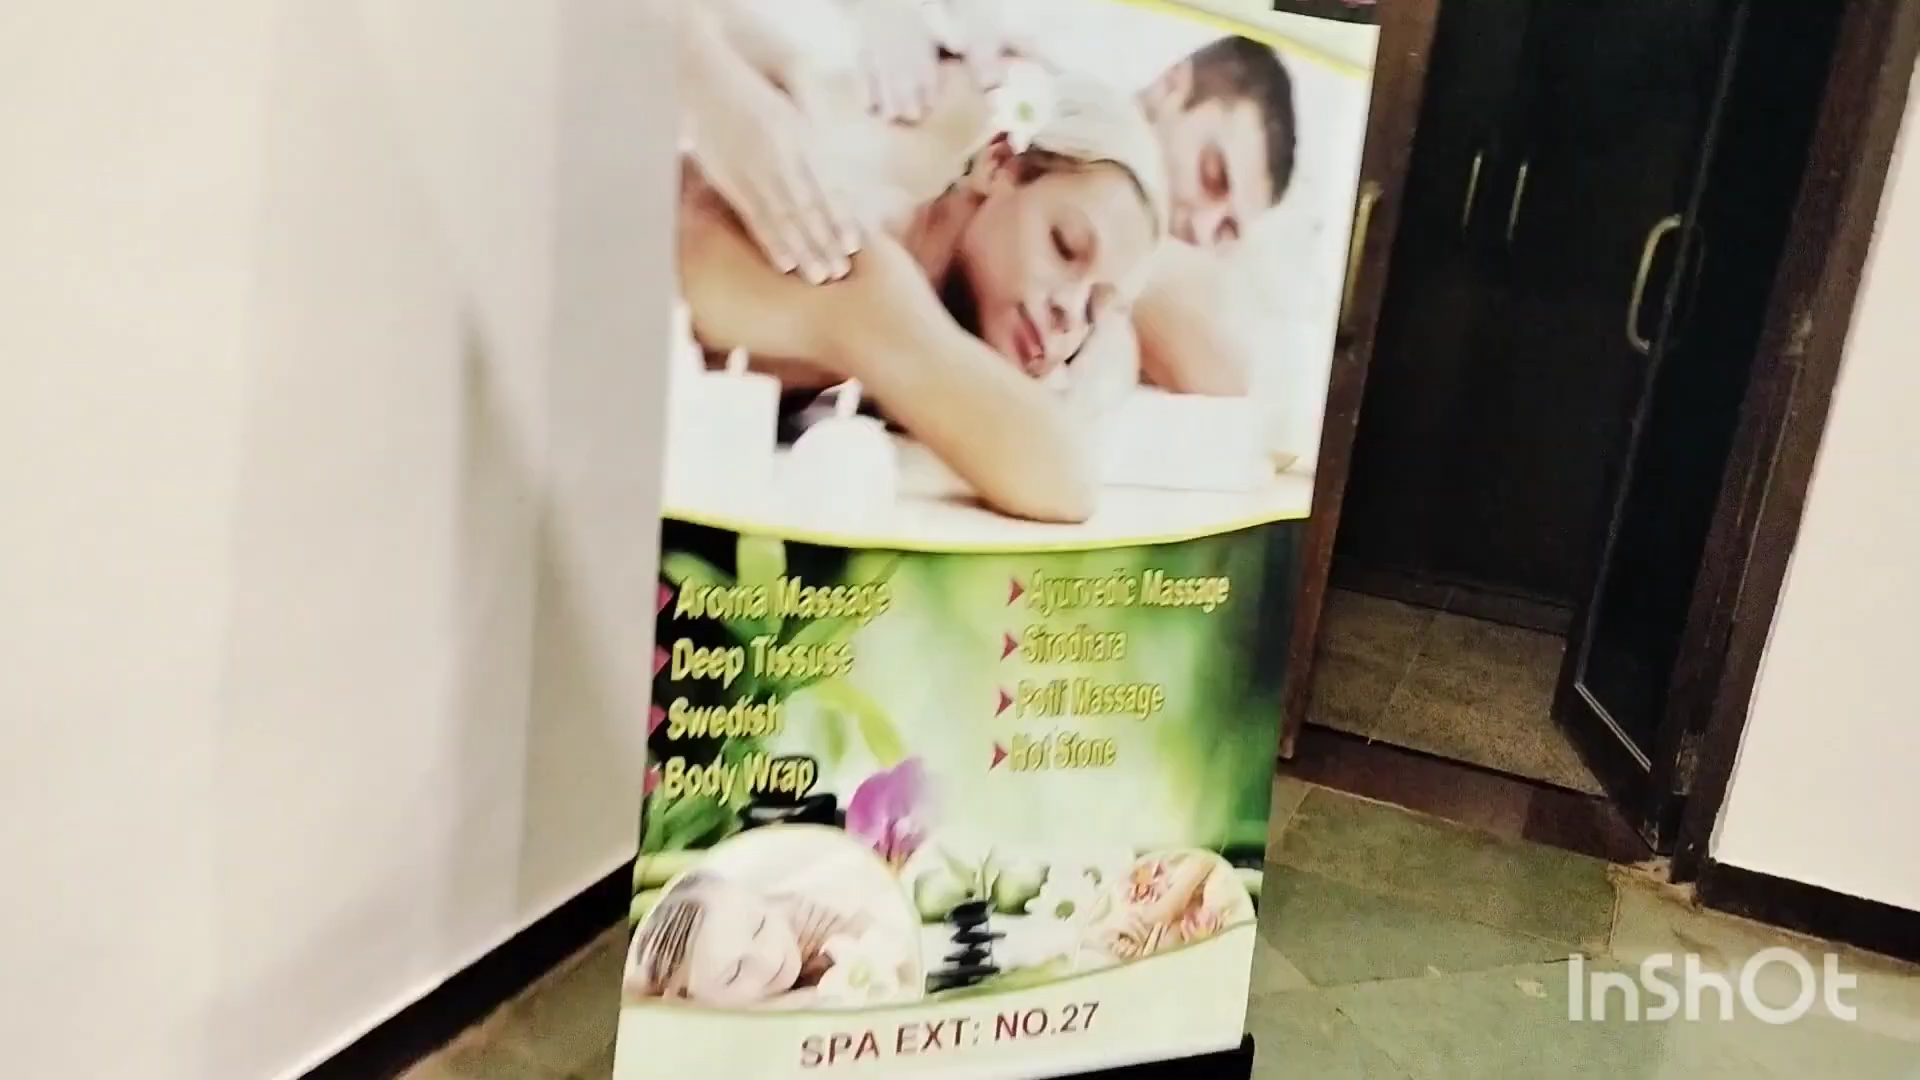 Aroma Massage
Deep Tissuse
Swedish
Body Wrap
Ayurvedic Massage
Sirodhara
Potli Massage
Hot Stone
SPA EXT: NO.27
InShOt